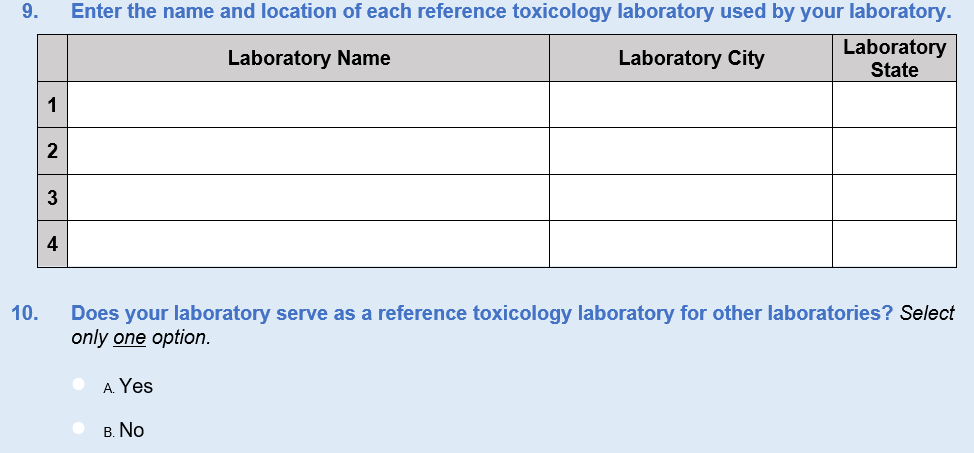 9. Enter the name and location of each reference toxicology laboratory used by your laboratory.
Laboratory Name Laboratory City Laboratory State
1
2
3
4
10. Does your laboratory serve as a reference toxicology laboratory for other laboratories? Select
only one option.
A. Yes
B. No